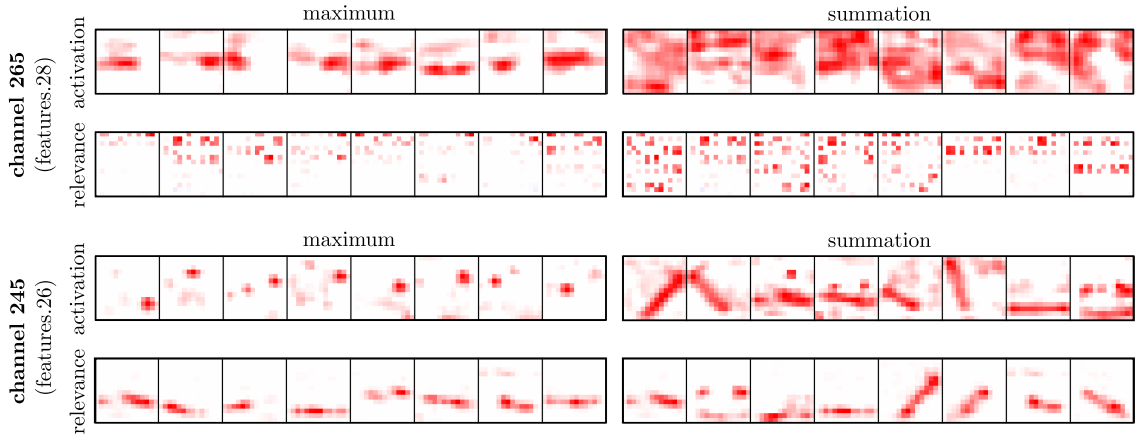 maximum
summation
channel 265
(features.28)
activation
relevance
maximum
summation
channel 245
(features.26)
activation
relevance